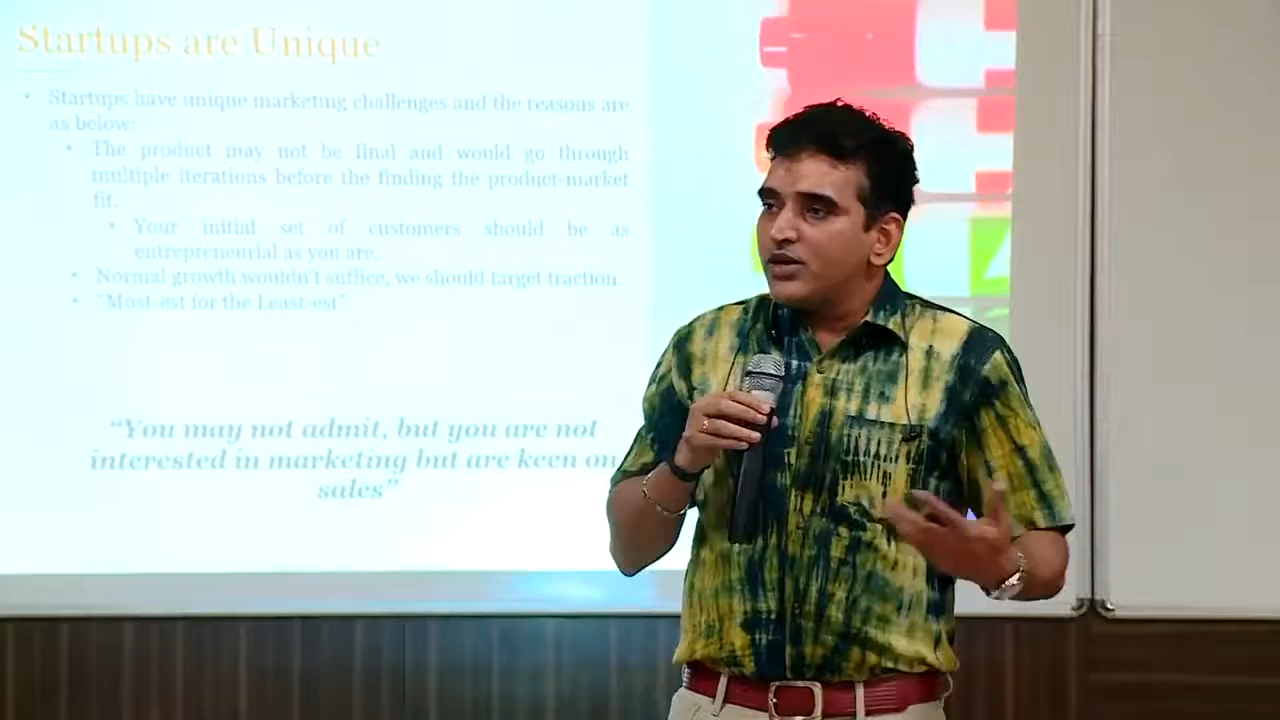 Startups are Unique
• Startups have unique marketing challenges and the reasons are
as below:
• The product may not be final and would go through
multiple iterations before the finding the product-market
fit.
• Your initial set of customers should be as
entrepreneurial as you are.
• Normal growth wouldn't suffice, we should target traction.
• "Most-est for the Least-est"
“You may not admit, but you are not
interested in marketing but are keen on
sales”